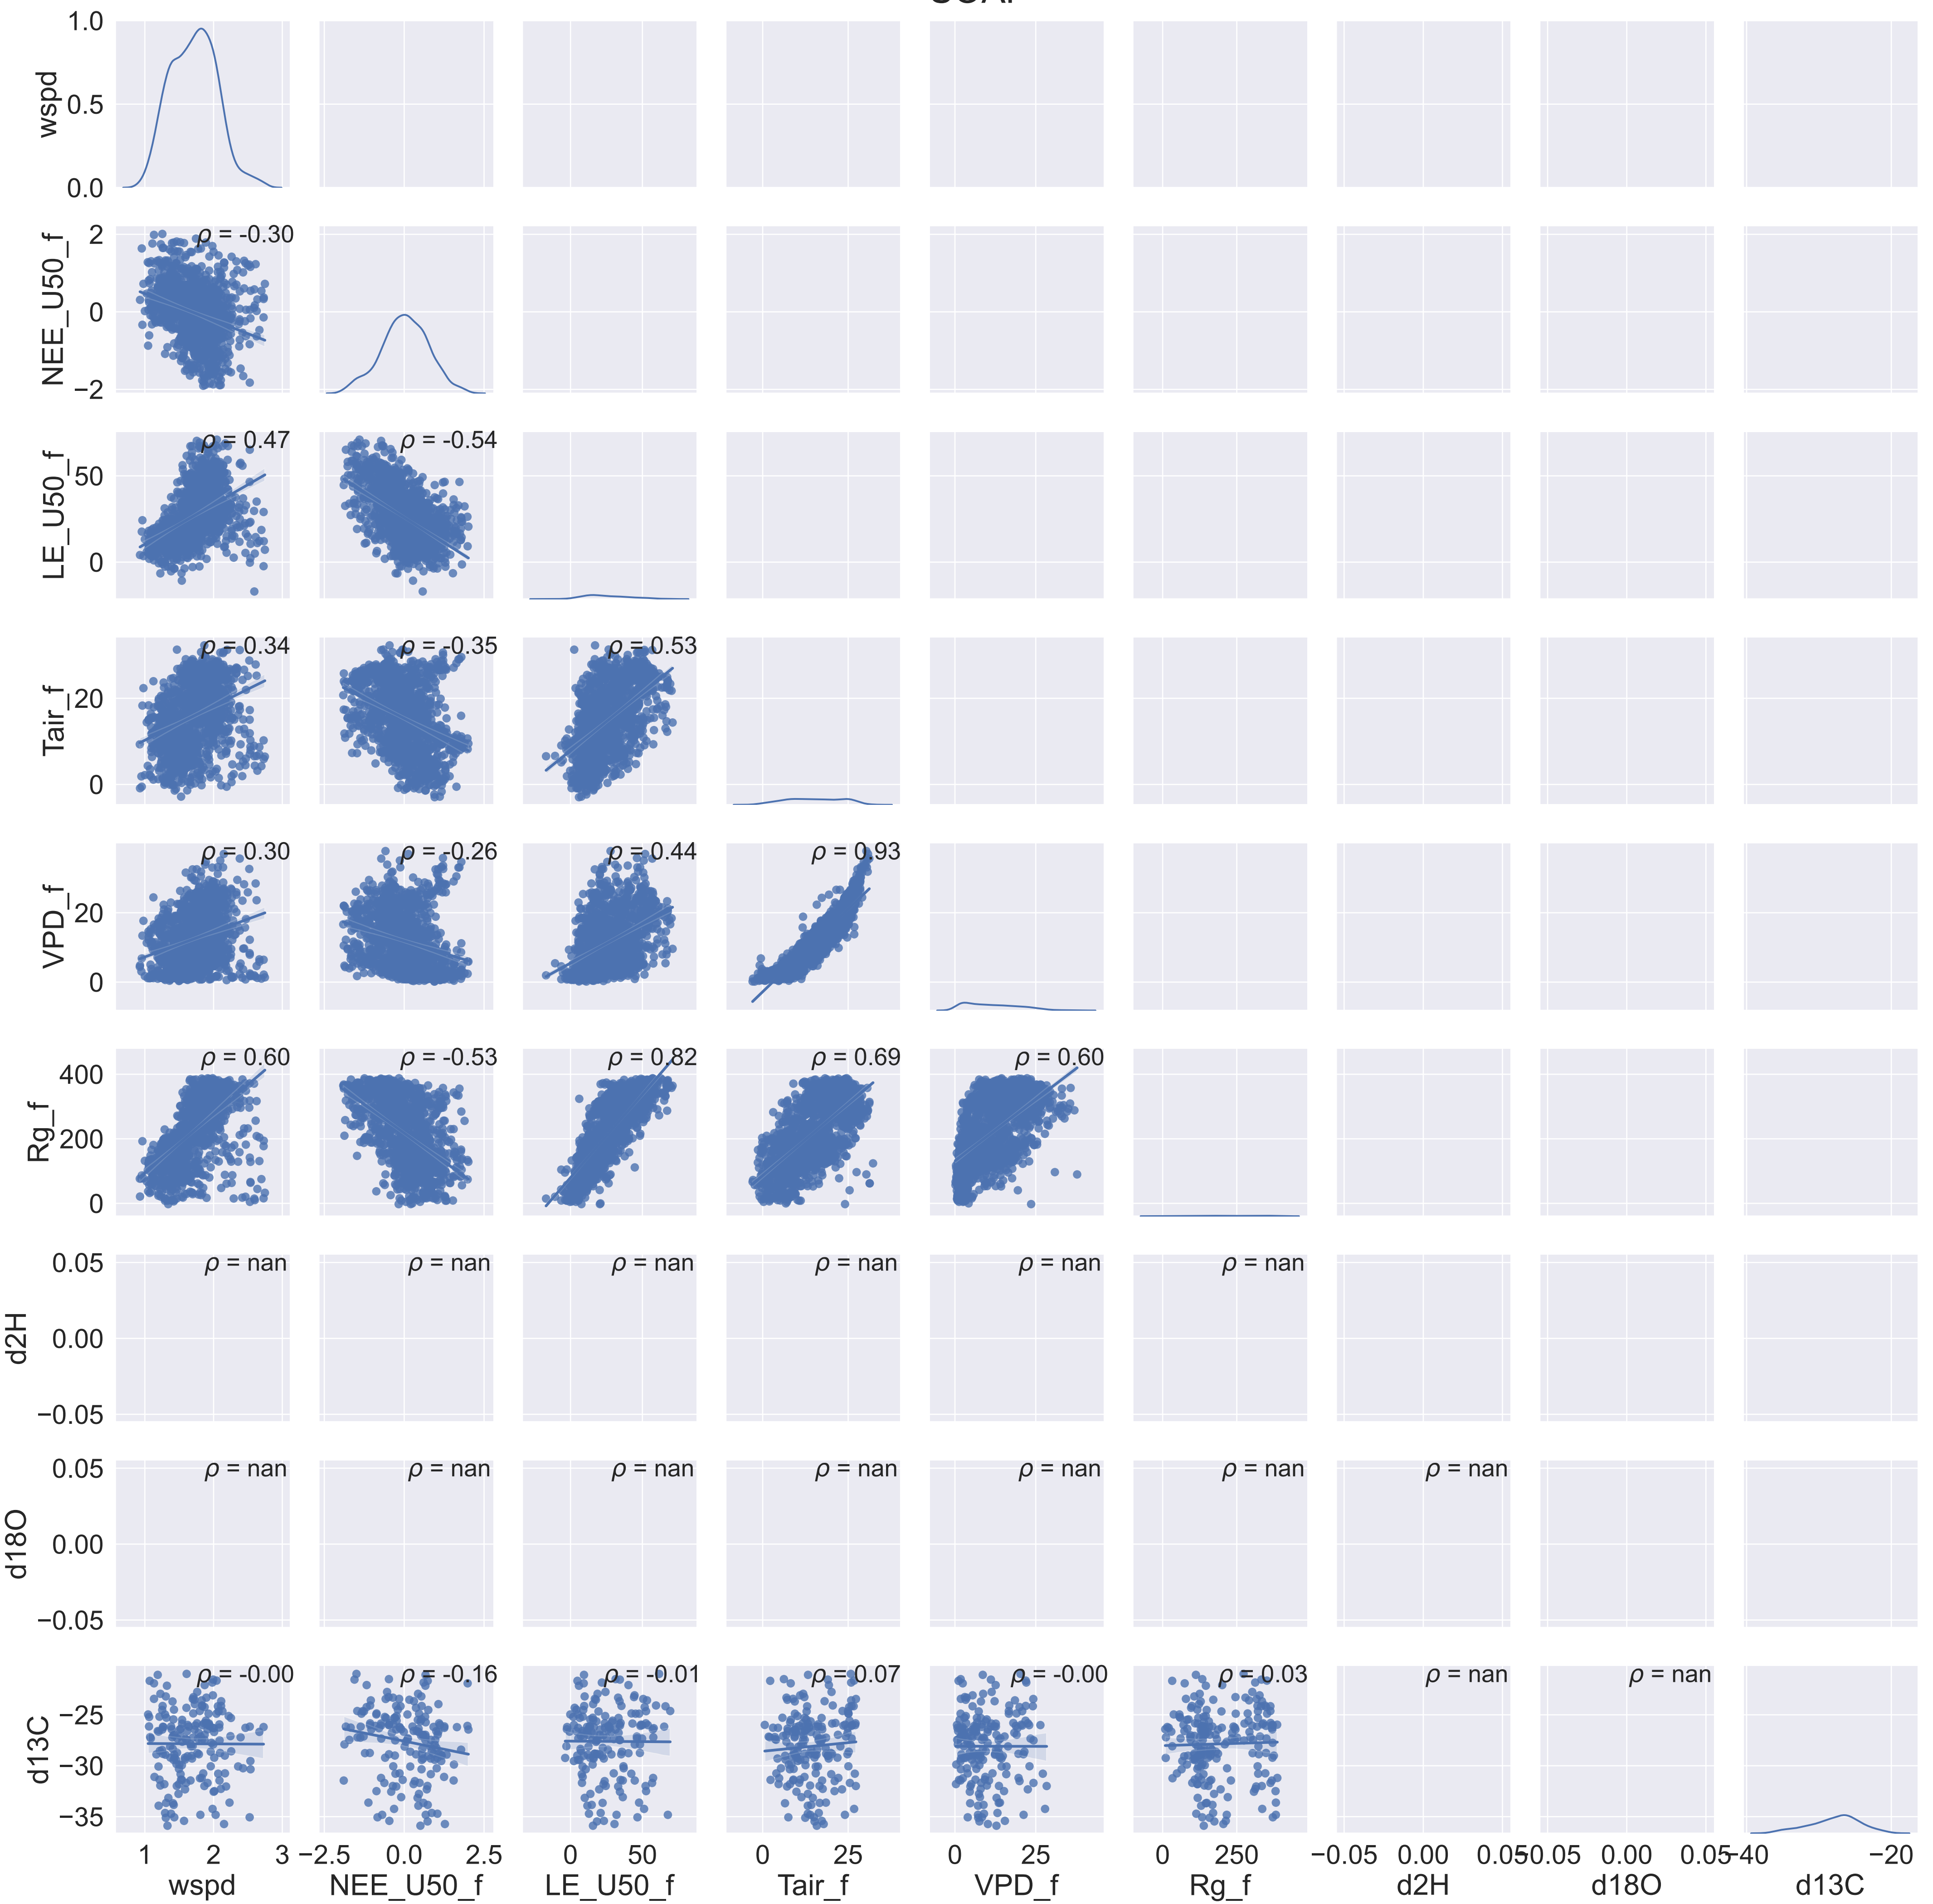 1.0
0.5
0.0
wspd
ρ = -0.30
2
0
−2
NEE_U50_f
ρ = 0.47
ρ = -0.54
50
0
LE_U50_f
ρ = 0.34
ρ = -0.35
ρ = 0.53
20
0
Tair_f
ρ = 0.30
ρ = -0.26
ρ = 0.44
ρ = 0.93
20
0
VPD_f
ρ = 0.60
ρ = -0.53
ρ = 0.82
ρ = 0.69
ρ = 0.60
400
200
0
Rg_f
ρ = nan
ρ = nan
ρ = nan
ρ = nan
ρ = nan
ρ = nan
0.05
0.00
−0.05
d2H
ρ = nan
ρ = nan
ρ = nan
ρ = nan
ρ = nan
ρ = nan
ρ = nan
0.05
0.00
−0.05
d18O
ρ = -0.00
ρ = -0.16
ρ = -0.01
ρ = 0.07
ρ = -0.00
ρ = 0.03
ρ = nan
ρ = nan
−25
−30
−35
d13C
1 2 3 −2.5 0.0 2.5 0 50 0 25 0 25 0 250 −0.05 0.00 0.05 −0.05 0.00 0.05 −40 −20
wspd NEE_U50_f LE_U50_f Tair_f VPD_f Rg_f d2H d18O d13C